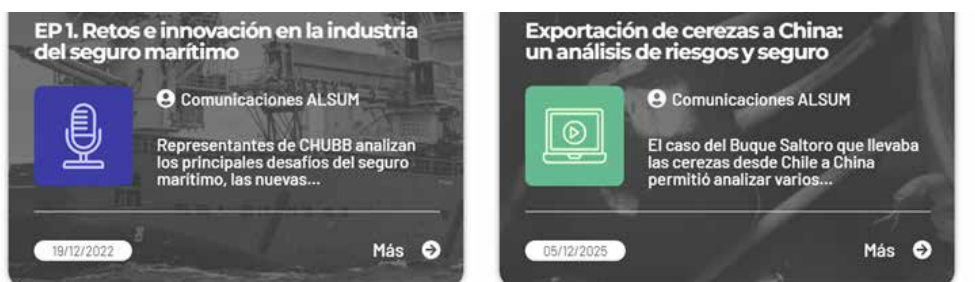 EP 1. Retos e innovación en la industria
del seguro marítimo
Comunicaciones ALSUM
Representantes de CHUBB analizan
los principales desafíos del seguro
marítimo, las nuevas...
19/12/2022
Más
Exportación de cerezas a China:
un análisis de riesgos y seguro
Comunicaciones ALSUM
El caso del Buque Saltoro que llevaba
las cerezas desde Chile a China
permitió analizar varios...
05/12/2025
Más